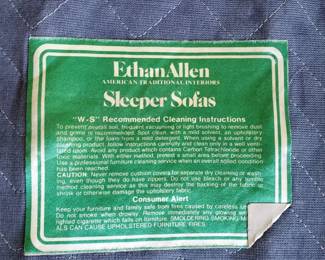 Ethan Allen
AMERICAN TRADITIONAL INTERIORS
Sleeper Sofas
"W-S" Recommended Cleaning Instructions
To prevent overall soil, frequent vacuuming or light brushing to remove dust
and grime is recommended. Spot clean, with a mild solvent, an upholstery
shampoo, or the foam from a mild detergent. When using a solvent or dry
cleaning product, follow instructions carefully and clean only in a well venti-
lated room. Avoid any product which contains Carbon Tetrachloride or other
toxic materials. With either method, pretest a small area before proceeding.
Use a professional furniture cleaning service when an overall soiled condition
has been reached.
CAUTION: Never remove cushion covers for separate dry cleaning or wash-
ing, even though they do have zippers. Do not use bleach or any tumble
method cleaning service as this may destroy the backing of the fabric or
shrink or otherwise damage the upholstery fabric.
Consumer Alert
Keep your furniture and family safe from fires caused by careless
Do not smoke when drowsy. Remove immediately any glowing
lighted cigarette which falls on furniture. SMOLDERING SMOKING
ALS CAN CAUSE UPHOLSTERED FURNITURE FIRES.